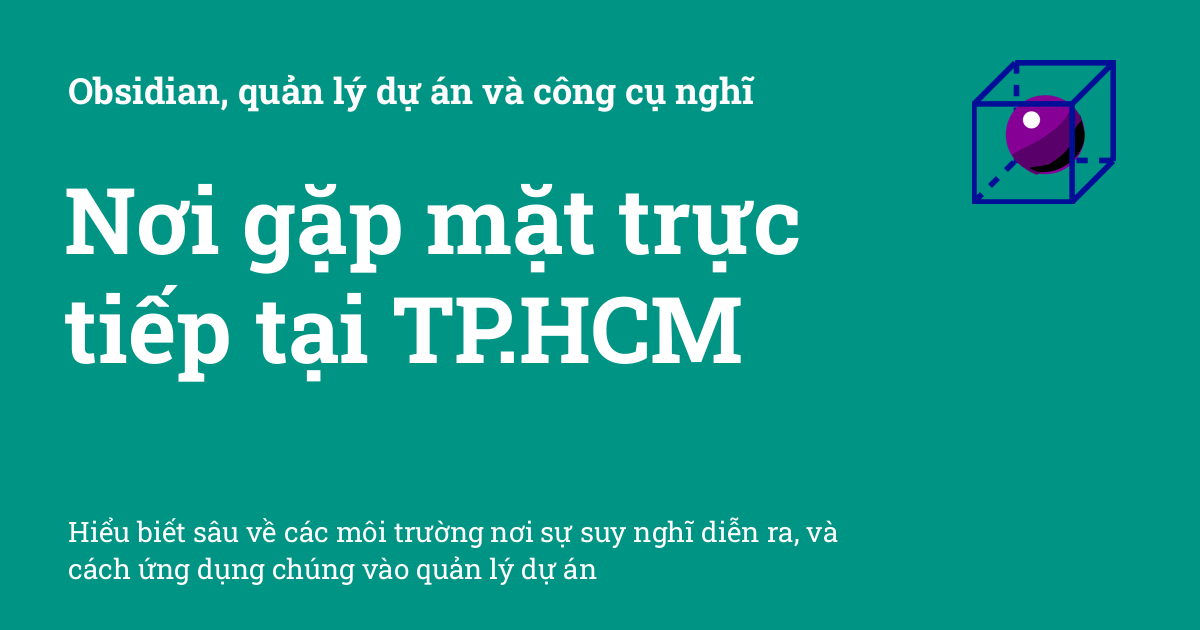 Obsidian, quản lý dự án và công cụ nghĩ
Nơi gặp mặt trực
tiếp tại TP.HCM
Hiểu biết sâu về các môi trường nơi sự suy nghĩ diễn ra, và
cách ứng dụng chúng vào quản lý dự án